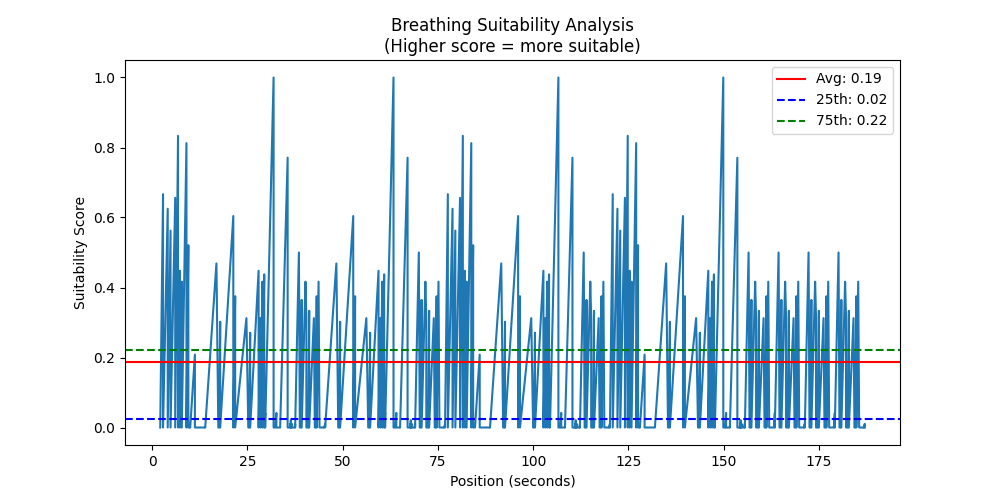 Breathing Suitability Analysis
(Higher score = more suitable)
Avg: 0.19
25th: 0.02
75th: 0.22
1.0
0.8
0.6
0.4
0.2
0.0
Suitability Score
0 25 50 75 100 125 150 175
Position (seconds)